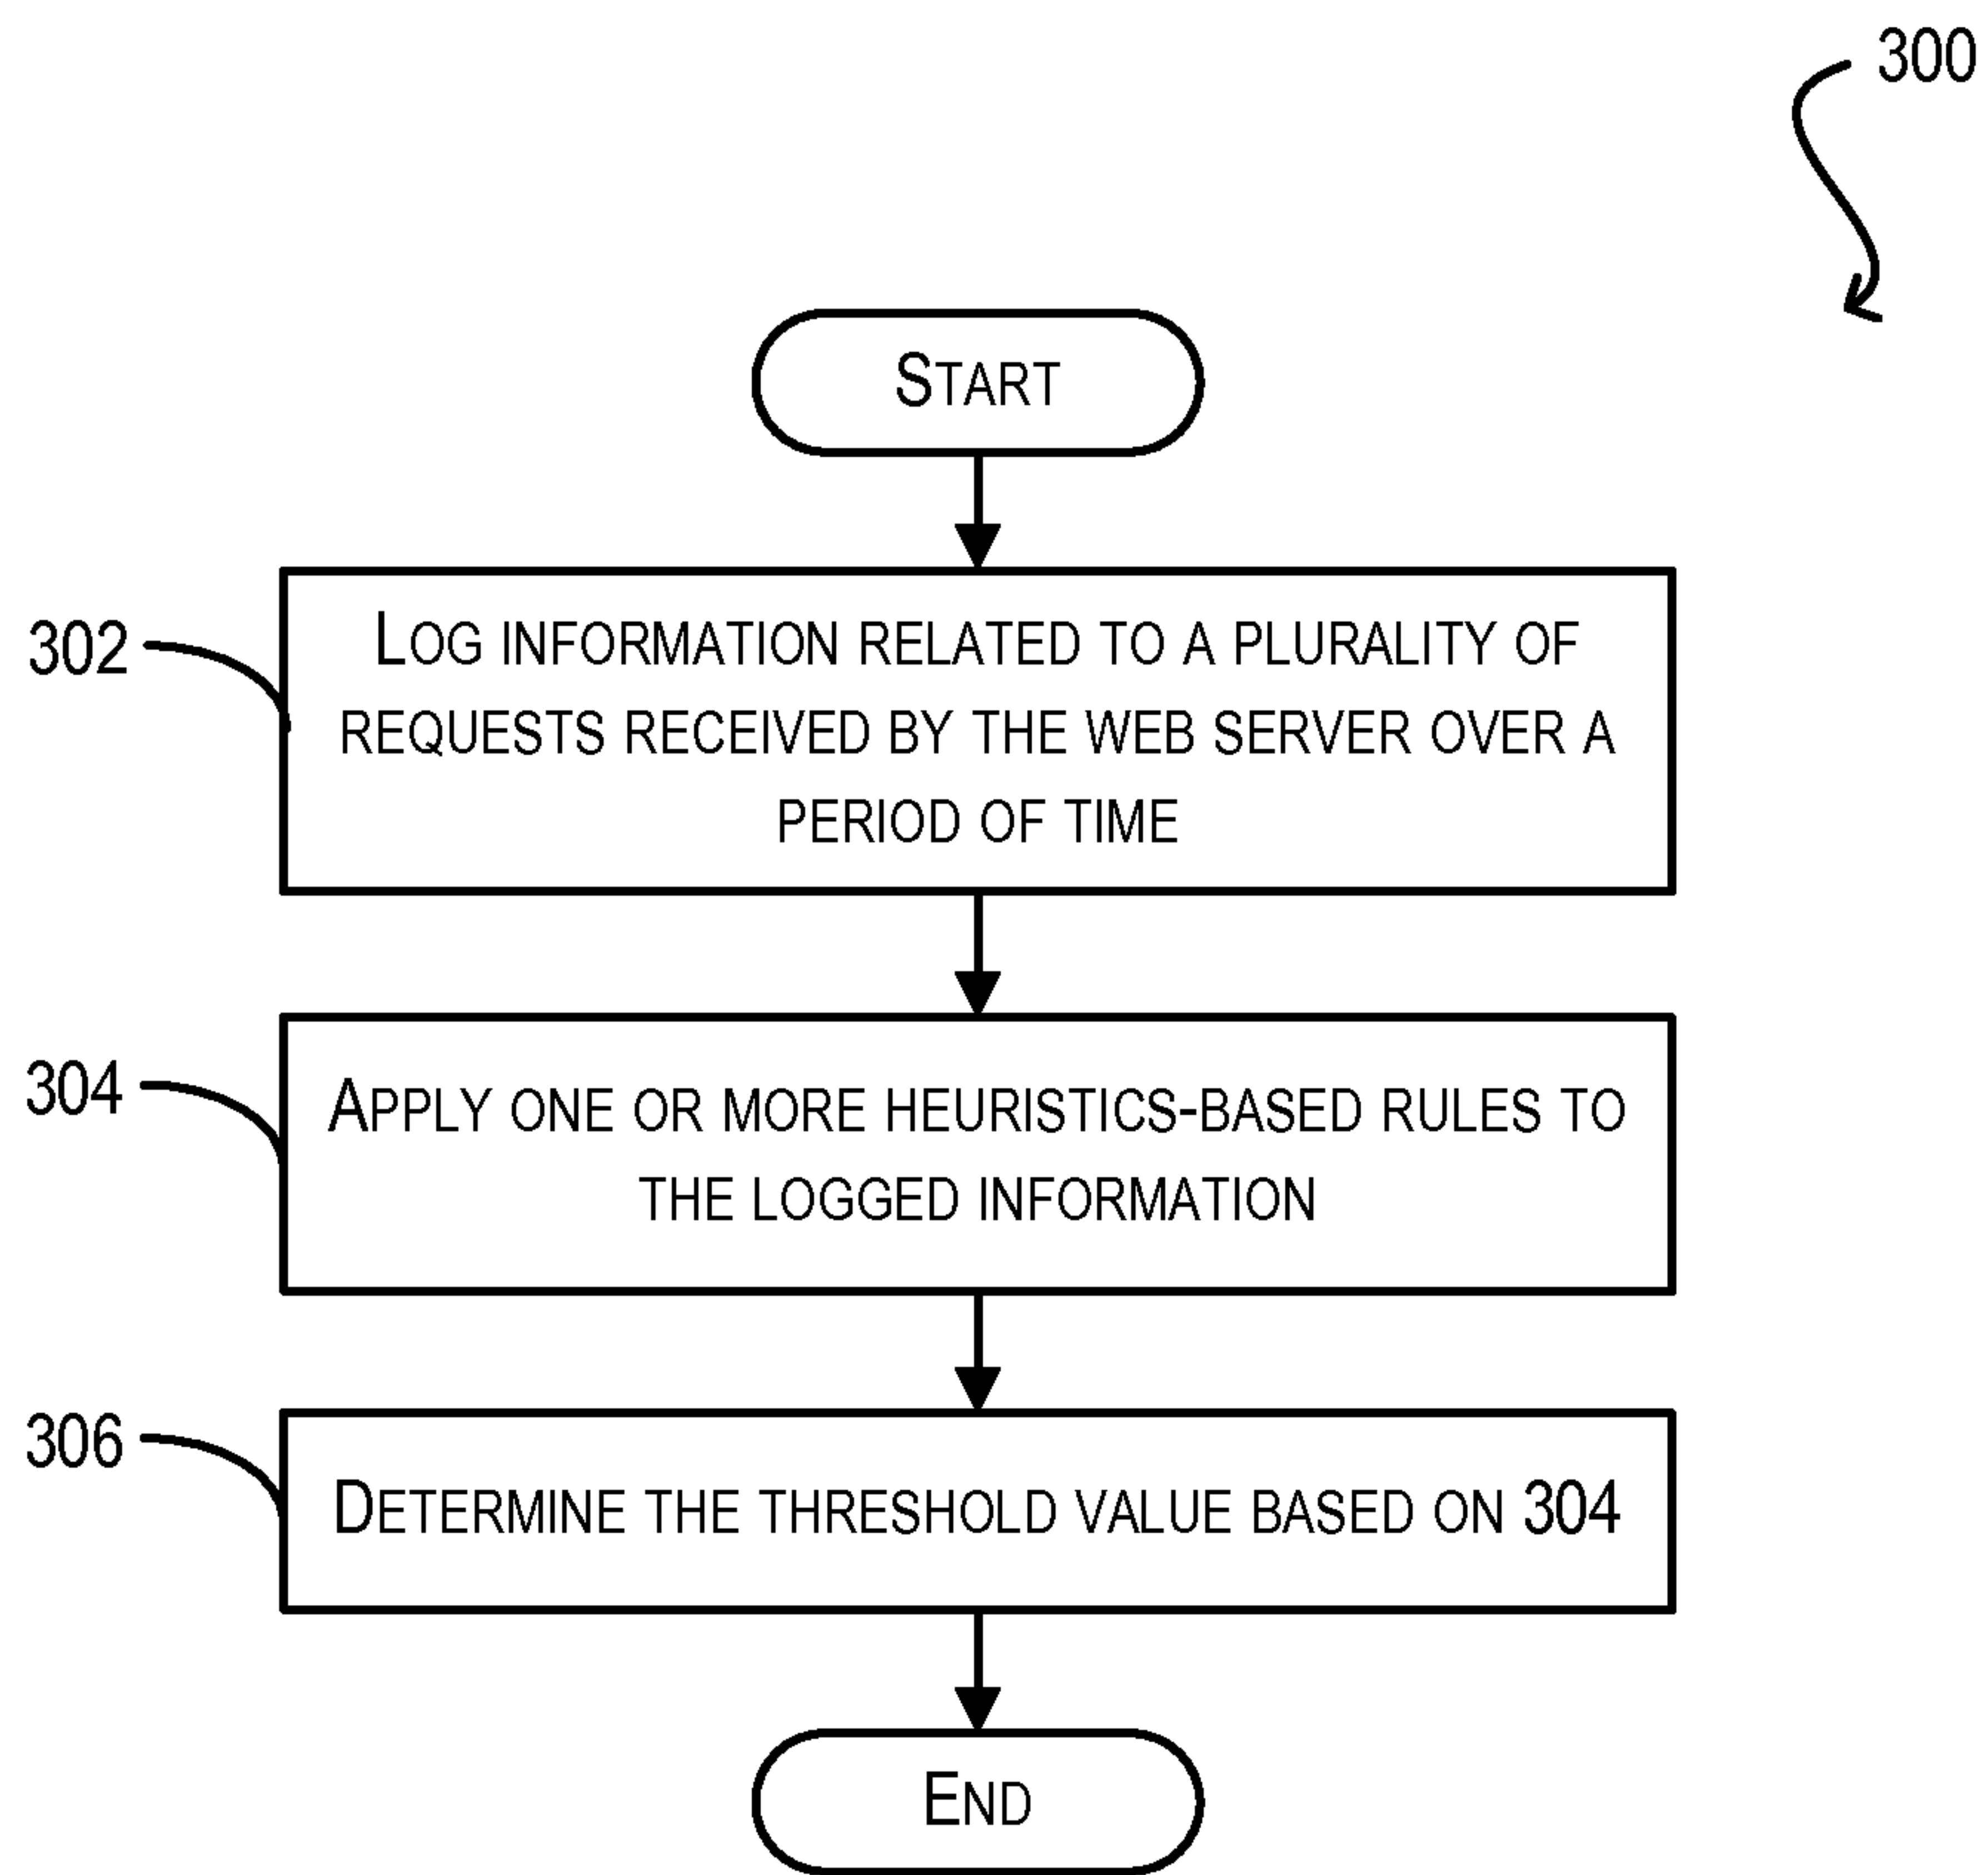 300
START
302
LOG INFORMATION RELATED TO A PLURALITY OF
REQUESTS RECEIVED BY THE WEB SERVER OVER A
PERIOD OF TIME
304
APPLY ONE OR MORE HEURISTICS-BASED RULES TO
THE LOGGED INFORMATION
306
DETERMINE THE THRESHOLD VALUE BASED ON 304
END